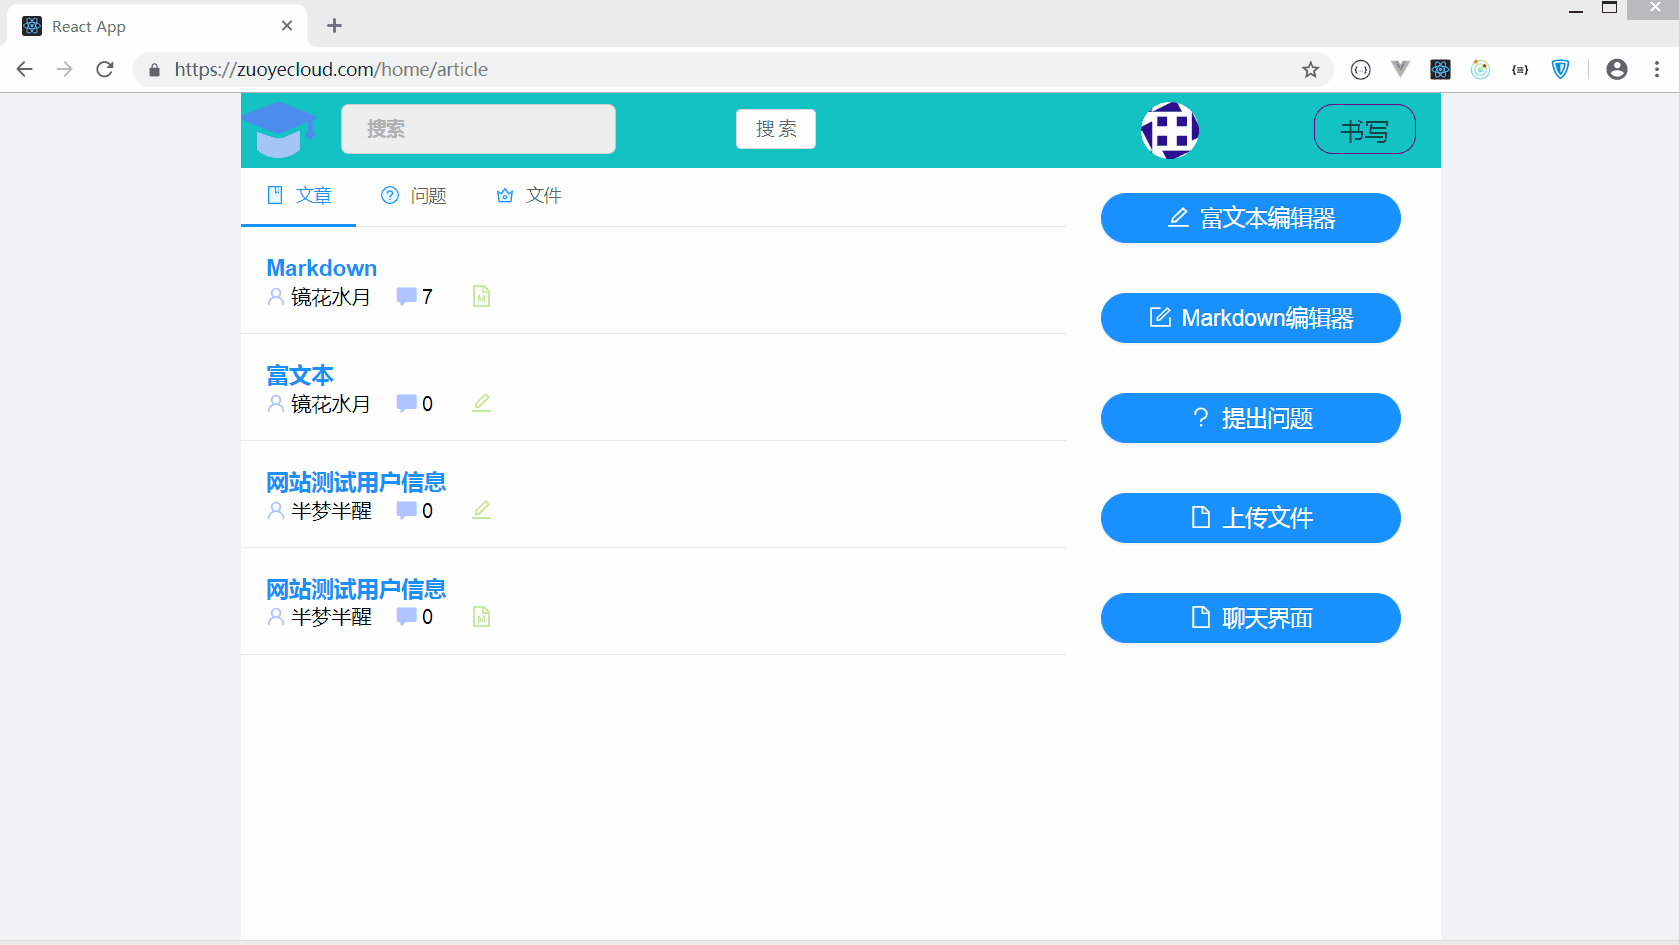 React App
https://zuoyecloud.com/home/article
搜索
搜 索
书写
文章
问题
文件
Markdown
镜花水月
7
富文本
镜花水月
0
网站测试用户信息
半梦半醒
0
网站测试用户信息
半梦半醒
0
富文本编辑器
Markdown编辑器
提出问题
上传文件
聊天界面